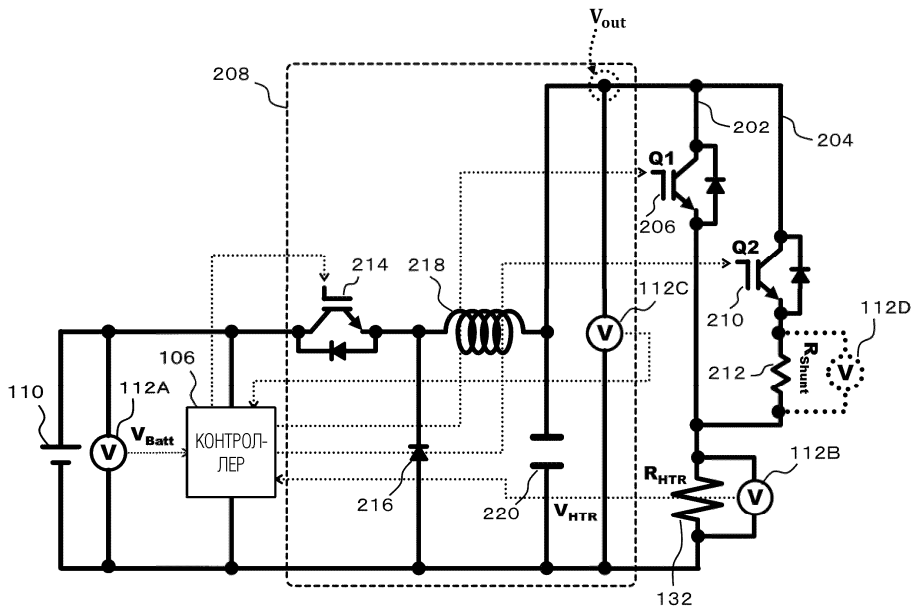 Vout
208
202
204
Q1
206
Q2
210
214
218
112C
112D
Rshunt
212
V
V
106
110
112A
VBatt
V
КОНТРОЛ-
ЛЕР
216
220
VHTR
RHTR
112B
V
132